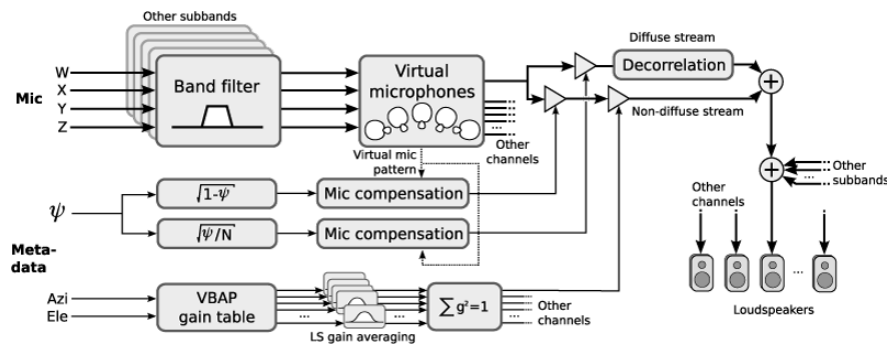 Other subbands
Mic
W
X
Y
Z
Band filter
Virtual
microphones
Other
channels
Virtual mic
pattern
Diffuse stream
Decorrelation
Non-diffuse stream
+
+
Other
subbands
ψ
√1-ψ
Mic compensation
√ψ/N
Mic compensation
Meta-
data
Azi
Ele
VBAP
gain table
LS gain averaging
∑ g²=1
Other
channels
Other
channels
Loudspeakers